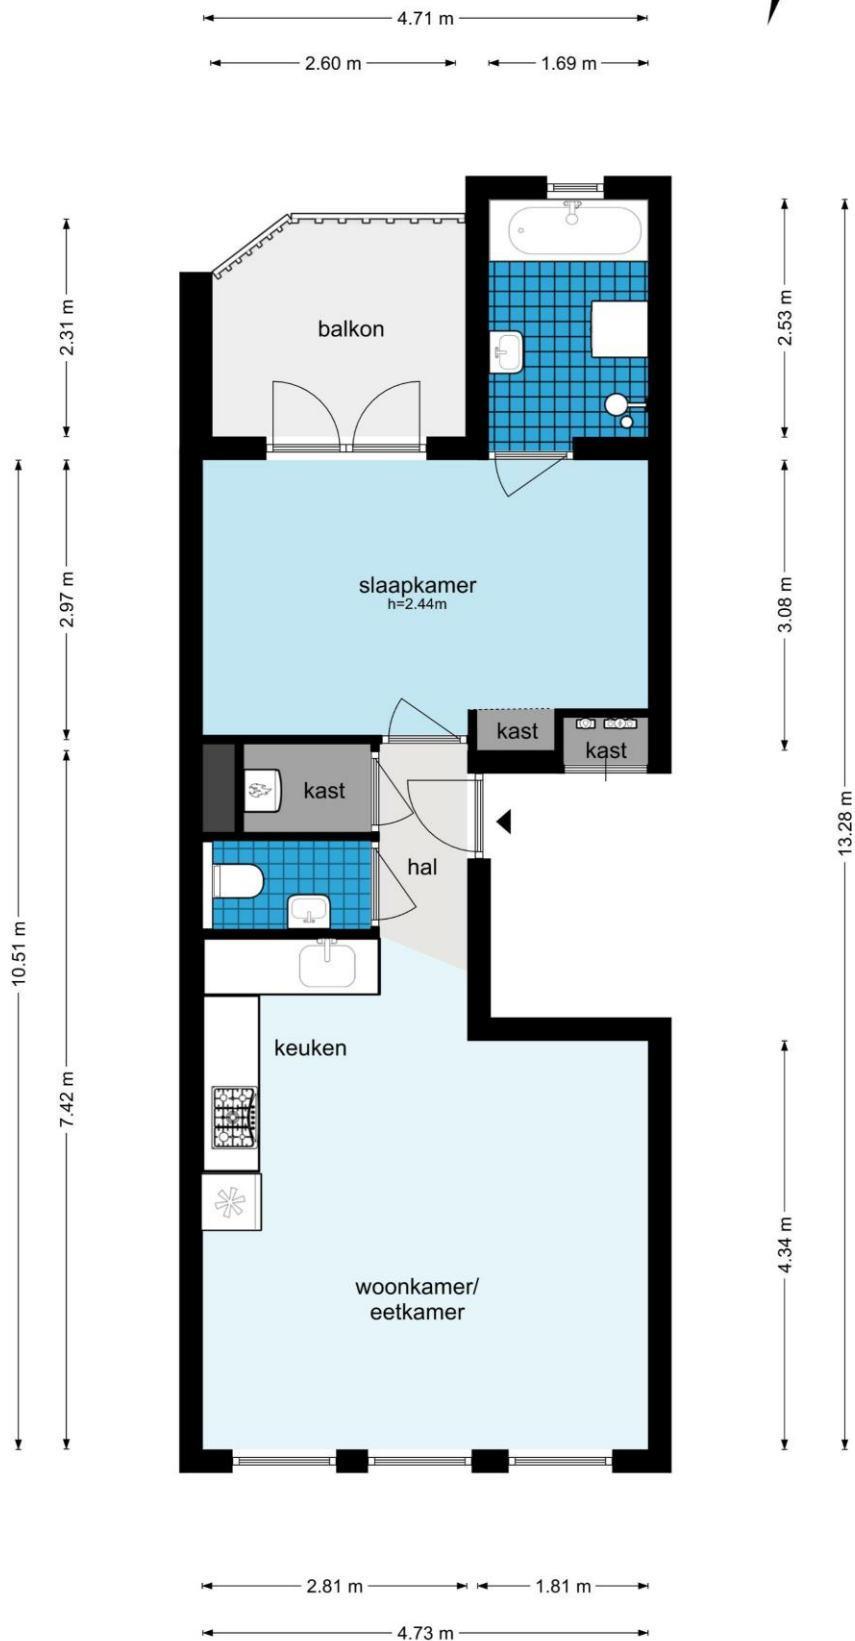 4.71 m
2.60 m
1.69 m
2.31 m
balkon
2.53 m
2.97 m
slaapkamer
h=2.44m
3.08 m
kast
kast
kast
hal
13.28 m
10.51 m
7.42 m
keuken
4.34 m
woonkamer/
eetkamer
2.81 m
1.81 m
4.73 m